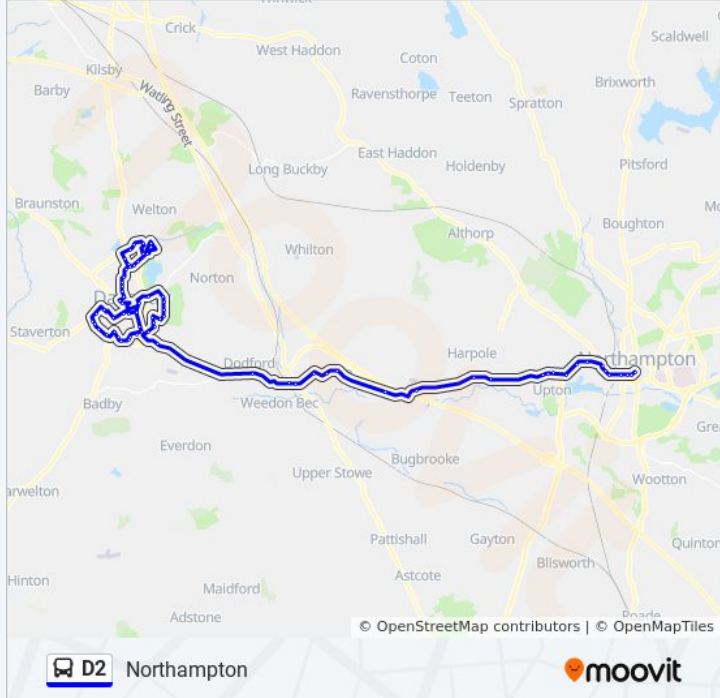 Crick
Scaldwell
West Haddon
Coton
Kilsby
Brixworth
Barby
Watling Street
Ravensthorpe
Teeton
Spratton
East Haddon
Long Buckby
Holdenby
Pitsford
Braunston
Welton
Boughton
Althorp
Whilton
Norton
Staverton
Harpole
Northampton
Dodford
Upton
Badby
Weedon Bec
Everdon
Bugbrooke
Upper Stowe
Wootton
arwelton
Pattishall
Gayton
Quinton
Blisworth
Hinton
Maidford
Astcote
Adstone
Roade
© OpenStreetMap contributors | © OpenMapTiles
D2 Northampton
moovit